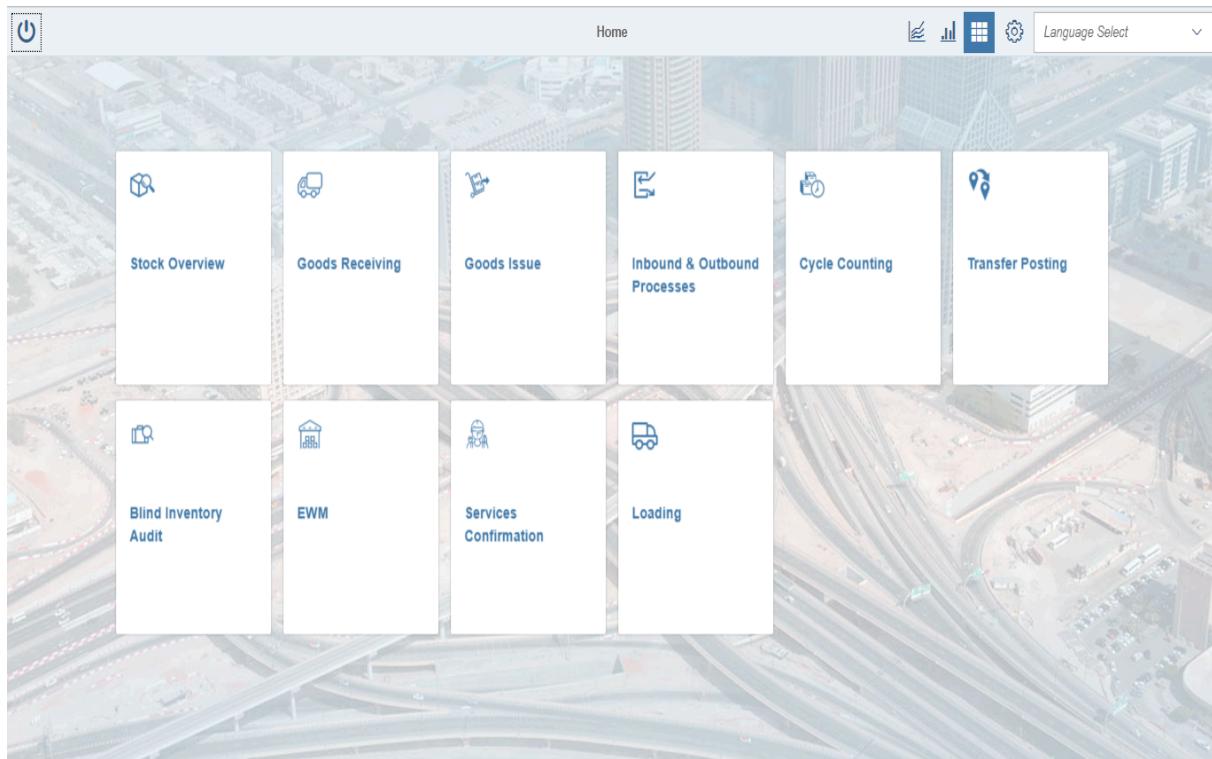 Home
Language Select
Stock Overview
Goods Receiving
Goods Issue
Inbound & Outbound
Processes
Cycle Counting
Transfer Posting
Blind Inventory
Audit
EWM
Services
Confirmation
Loading